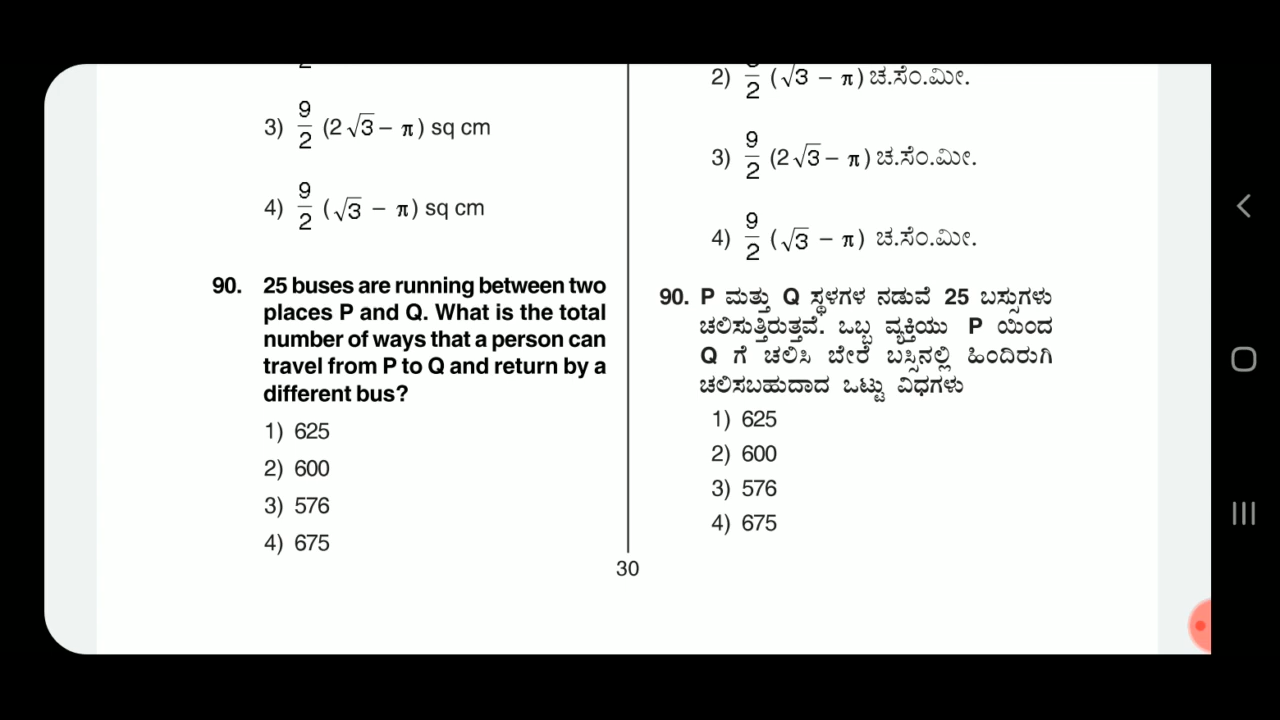 2
3) 9/2 (2√3 – π) sq cm
4) 9/2 (√3 – π) sq cm
90. 25 buses are running between two
places P and Q. What is the total
number of ways that a person can
travel from P to Q and return by a
different bus?
1) 625
2) 600
3) 576
4) 675
2) 9/2 (√3 – π) ಚ.ಸೆಂ.ಮೀ.
3) 9/2 (2√3 – π) ಚ.ಸೆಂ.ಮೀ.
4) 9/2 (√3 – π) ಚ.ಸೆಂ.ಮೀ.
90. P ಮತ್ತು Q ಸ್ಥಳಗಳ ನಡುವೆ 25 ಬಸ್ಸುಗಳು
ಚಲಿಸುತ್ತಿರುತ್ತವೆ. ಒಬ್ಬ ವ್ಯಕ್ತಿಯು P ಯಿಂದ
Q ಗೆ ಚಲಿಸಿ ಬೇರೆ ಬಸ್ಸಿನಲ್ಲಿ ಹಿಂದಿರುಗಿ
ಚಲಿಸಬಹುದಾದ ಒಟ್ಟು ವಿಧಗಳು
1) 625
2) 600
3) 576
4) 675
30